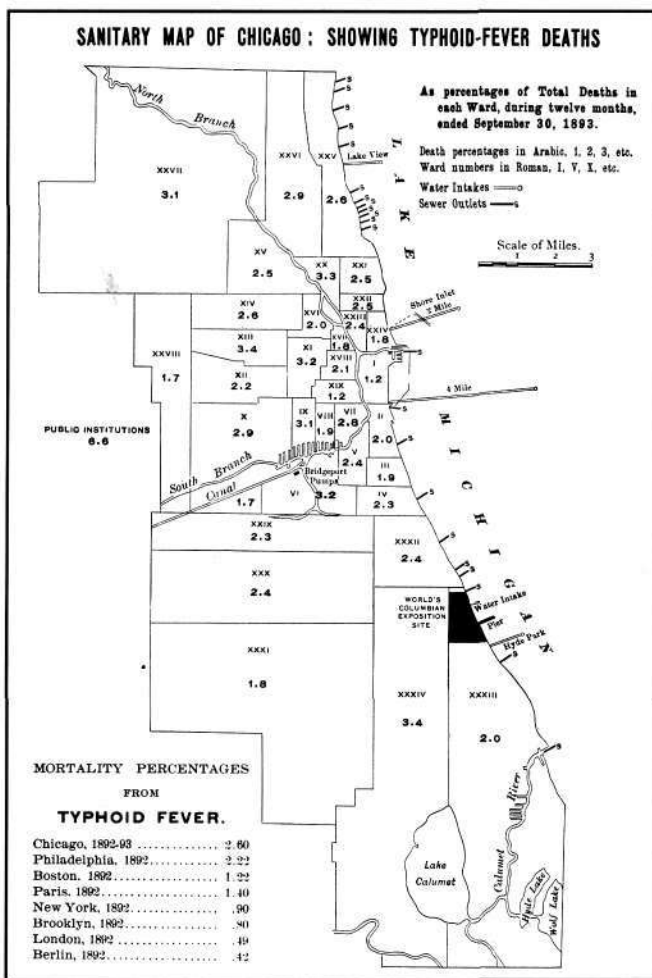 SANITARY MAP OF CHICAGO: SHOWING TYPHOID-FEVER DEATHS
As percentages of Total Deaths in
each Ward, during twelve months,
ended September 30, 1893.
Death percentages in Arabic, 1, 2, 3, etc.
Ward numbers in Roman, I, V, X, etc.
Water Intakes
Sewer Outlets S
Scale of Miles.
1 2 3
North Branch
LAKE MICHIGAN
Lake View
XXVII
3.1
XXVI
2.9
XXV
2.6
XV
2.5
XX
3.3
XXI
2.5
XXII
2.5
XIV
2.6
XVI
2.0
XXIII
2.4
XXIV
1.8
Shore Inlet
2 Mile
XIII
3.4
XI
3.2
XVII
1.8
XVIII
2.1
I
1.2
XXVIII
1.7
XII
2.2
XIX
1.2
4 Mile
PUBLIC INSTITUTIONS
6.6
X
2.9
IX
3.1
VIII
1.9
VII
2.8
II
2.0
V
2.4
III
1.9
South Branch
Canal
Bridgeport
Pumps
1.7
VI
3.2
IV
2.3
XXIX
2.3
XXXII
2.4
XXX
2.4
WORLD'S
COLUMBIAN
EXPOSITION
SITE
Water Intake
Pier
Hyde Park
XXXI
1.8
XXXIV
3.4
XXXIII
2.0
Calumet River
Lake
Calumet
Hyde Lake
Wolf Lake
MORTALITY PERCENTAGES
FROM
TYPHOID FEVER.
Chicago, 1892-93 .............. 2.60
Philadelphia, 1892............. 2.22
Boston, 1892.................... 1.22
Paris, 1892...................... 1.40
New York, 1892................. .90
Brooklyn, 1892................. .80
London, 1892 ................... .49
Berlin, 1892..................... .42